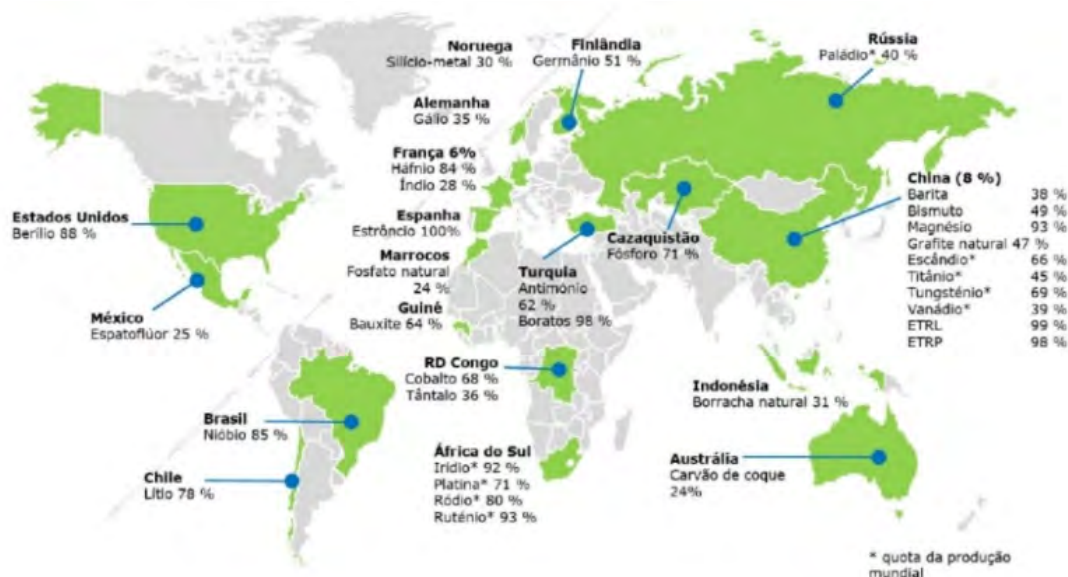 Noruega
Silício-metal 30 %
Finlândia
Germânio 51 %
Rússia
Paládio* 40 %
Alemanha
Gálio 35 %
França 6%
Háfnio 84 %
Índio 28 %
Espanha
Estrôncio 100%
Marrocos
Fosfato natural
24 %
Guiné
Bauxite 64 %
Estados Unidos
Berílio 88 %
México
Espatoflúor 25 %
Turquia
Antimónio
62 %
Boratos 98 %
Cazaquistão
Fósforo 71 %
China (8 %)
Barita 38 %
Bismuto 49 %
Magnésio 93 %
Grafite natural 47 %
Escândio* 66 %
Titânio* 45 %
Tungsténio* 69 %
Vanádio* 39 %
ETRL 99 %
ETRP 98 %
RD Congo
Cobalto 68 %
Tântalo 36 %
Indonésia
Borracha natural 31 %
Brasil
Nióbio 85 %
Chile
Lítio 78 %
África do Sul
Irídio* 92 %
Platina* 71 %
Ródio* 80 %
Ruténio* 93 %
Austrália
Carvão de coque
24%
* quota da produção
mundial